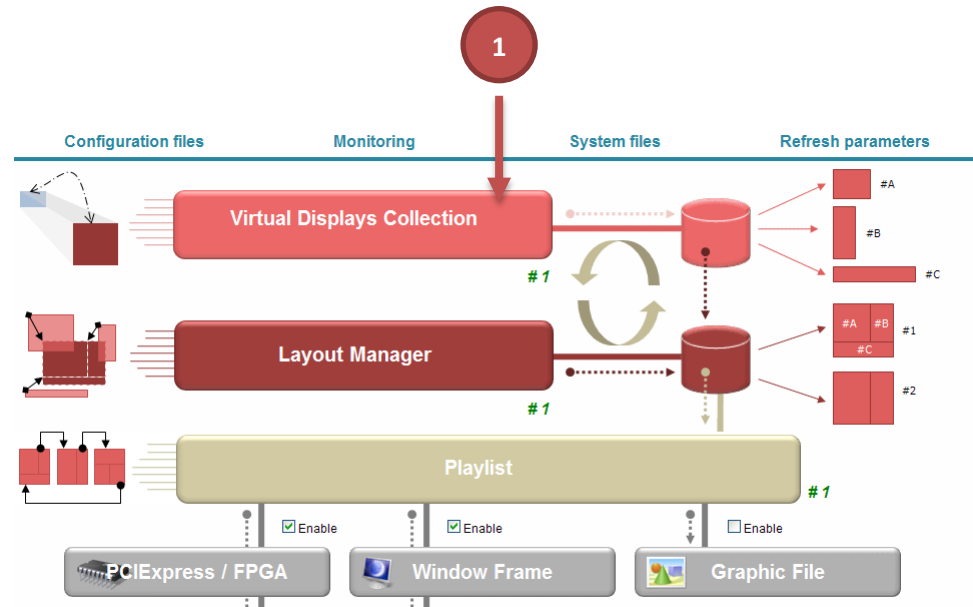 1
Configuration files
Monitoring
System files
Refresh parameters
Virtual Displays Collection
#A
#B
#C
# 1
Layout Manager
#A #B
#C
#1
#2
# 1
Playlist
# 1
Enable
Enable
Enable
PCIExpress / FPGA
Window Frame
Graphic File